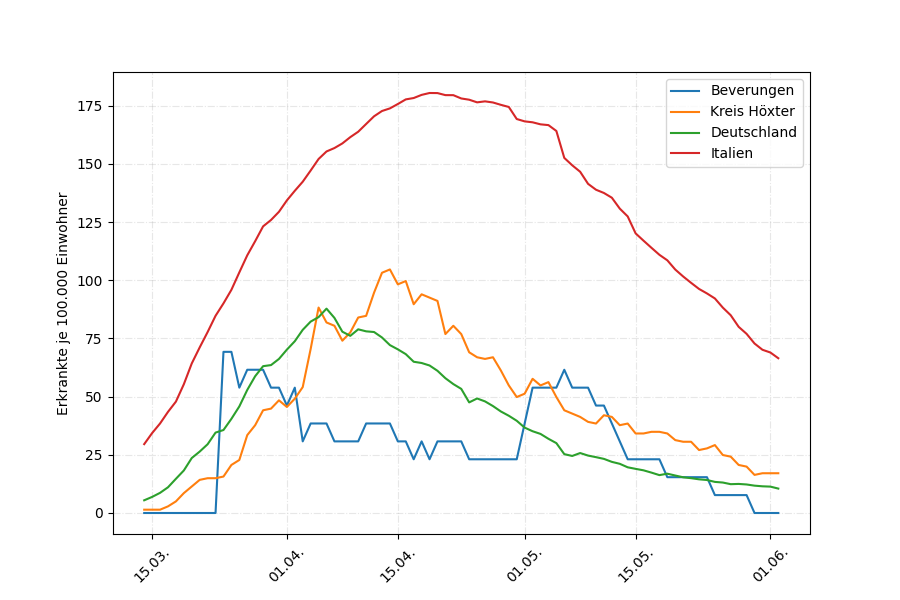 Erkrankte je 100.000 Einwohner
175
150
125
100
75
50
25
0
15.03.
01.04.
15.04.
01.05.
15.05.
01.06.
Beverungen
Kreis Höxter
Deutschland
Italien